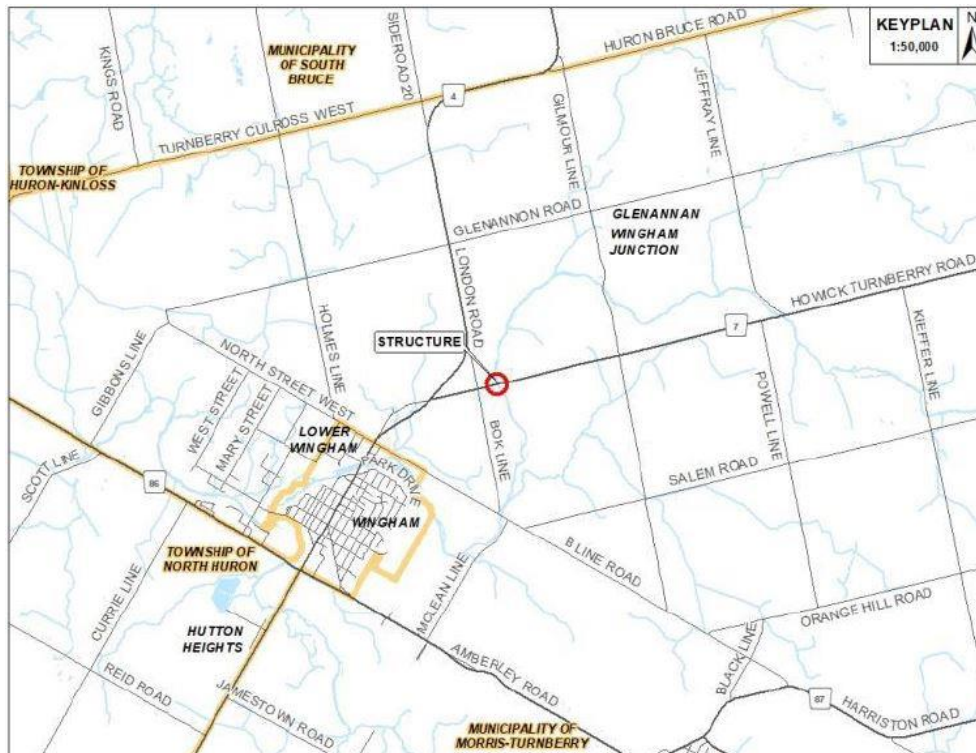 KEYPLAN
1:50,000
N
KINGS ROAD
MUNICIPALITY
OF SOUTH
BRUCE
SIDEROAD 20
HURON BRUCE ROAD
4
TURNBERRY CULROSS WEST
GILMOUR LINE
JEFFRAY LINE
TOWNSHIP OF
HURON-KINLOSS
GLENANNON ROAD
GLENANNAN
WINGHAM
JUNCTION
LONDON ROAD
HOWICK TURNBERRY ROAD
HOLMES LINE
STRUCTURE
7
KIEFFER LINE
GIBBONS LINE
NORTH STREET WEST
WEST STREET
MARY STREET
POWELL LINE
LOWER
WINGHAM
BOK LINE
PARK DRIVE
SCOTT LINE
SALEM ROAD
86
WINGHAM
B LINE ROAD
TOWNSHIP OF
NORTH HURON
CURRIE LINE
MCLEAN LINE
ORANGE HILL ROAD
HUTTON
HEIGHTS
BLACK LINE
AMBERLEY ROAD
REID ROAD
JAMESTOWN ROAD
87
HARRISTON ROAD
MUNICIPALITY OF
MORRIS-TURNBERRY